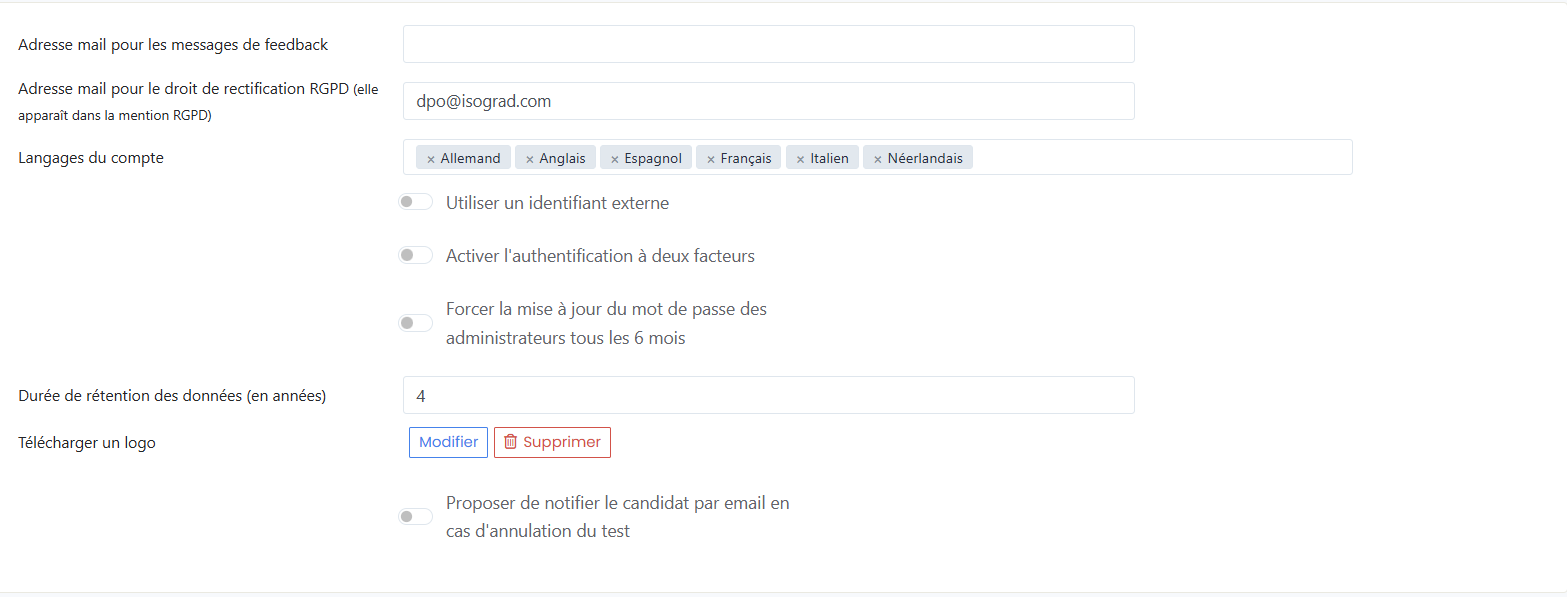 Adresse mail pour les messages de feedback
Adresse mail pour le droit de rectification RGPD (elle
apparaît dans la mention RGPD)
dpo@isograd.com
Langages du compte
× Allemand × Anglais × Espagnol × Français × Italien × Néerlandais
Utiliser un identifiant externe
Activer l'authentification à deux facteurs
Forcer la mise à jour du mot de passe des
administrateurs tous les 6 mois
Durée de rétention des données (en années)
4
Télécharger un logo
Modifier
Supprimer
Proposer de notifier le candidat par email en
cas d'annulation du test